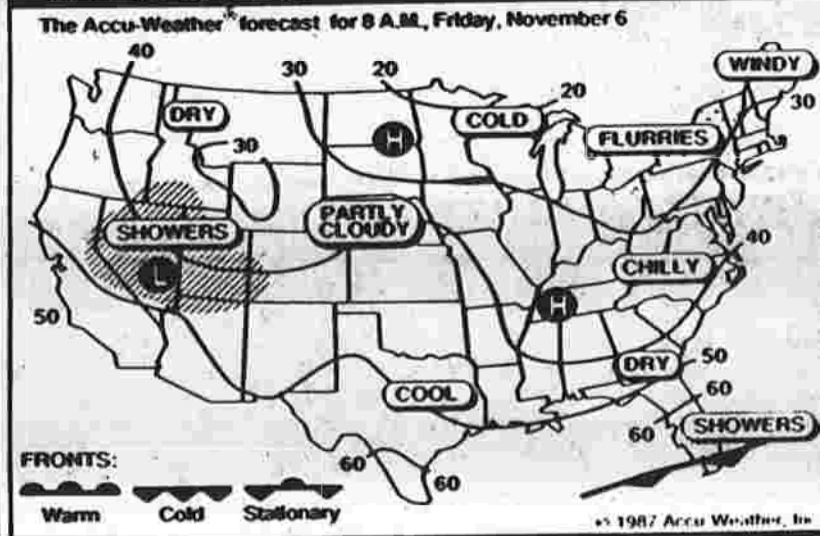 The Accu-Weather® forecast for 8 A.M., Friday, November 6
40
30
20
20
WINDY
30
DRY
H
COLD
FLURRIES
30
SHOWERS
PARTLY
CLOUDY
40
L
CHILLY
50
H
DRY
50
COOL
60
60
SHOWERS
60
60
FRONTS:
Warm Cold Stationary
© 1987 Accu Weather, Inc